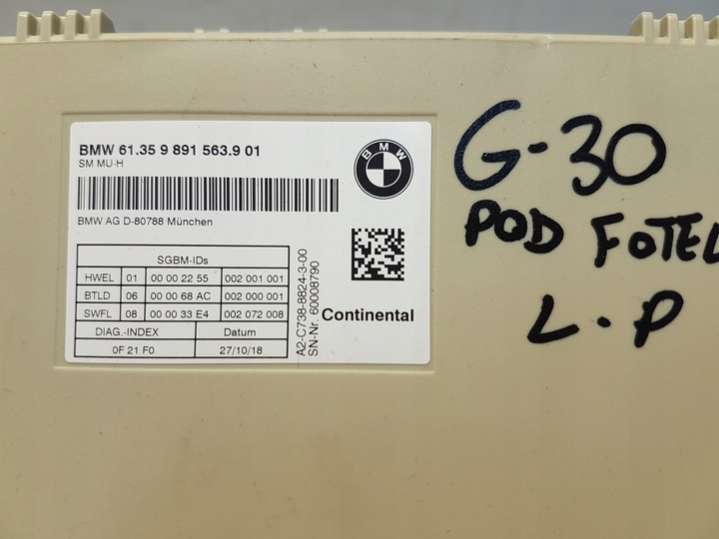 BMW 61.35 9 891 563.9 01
SM MU-H
BMW AG D-80788 München
BMW
SGBM-IDs
HWEL 01 00 00 22 55 002 001 001
BTLD 06 00 00 68 AC 002 000 001
SWFL 08 00 00 33 E4 002 072 008
DIAG.-INDEX Datum
0F 21 F0 27/10/18
A2-C738-8824-3-00
SN-Nr. 60008790
Continental
G-30
POD FOTEL
L.P